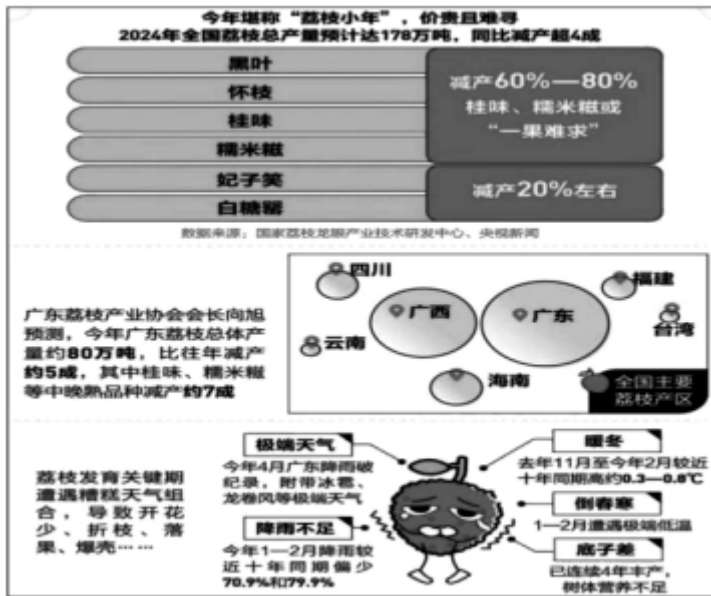 今年堪称“荔枝小年”，价贵且难寻
2024年全国荔枝总产量预计达178万吨，同比减产超4成
黑叶
怀枝
桂味
糯米糍
妃子笑
白糖罂
减产60%—80%
桂味、糯米糍或
“一果难求”
减产20%左右
数据来源：国家荔枝龙眼产业技术研发中心、央视新闻
广东荔枝产业协会会长向旭
预测，今年广东荔枝总体产
量约80万吨，比往年减产
约5成，其中桂味、糯米糍
等中晚熟品种减产约7成
四川
福建
广西
广东
台湾
云南
海南
全国主要
荔枝产区
荔枝发育关键期
遭遇糟糕天气组
合，导致开花
少、折枝、落
果、爆壳……
极端天气
今年4月广东降雨破
纪录，附带冰雹、
龙卷风等极端天气
降雨不足
今年1—2月降雨较
近十年同期偏少
70.9%和79.9%
暖冬
去年11月至今年2月较近
十年同期高约0.3—0.8℃
倒春寒
1—2月遭遇极端低温
底子差
已连续4年丰产，
树体营养不足